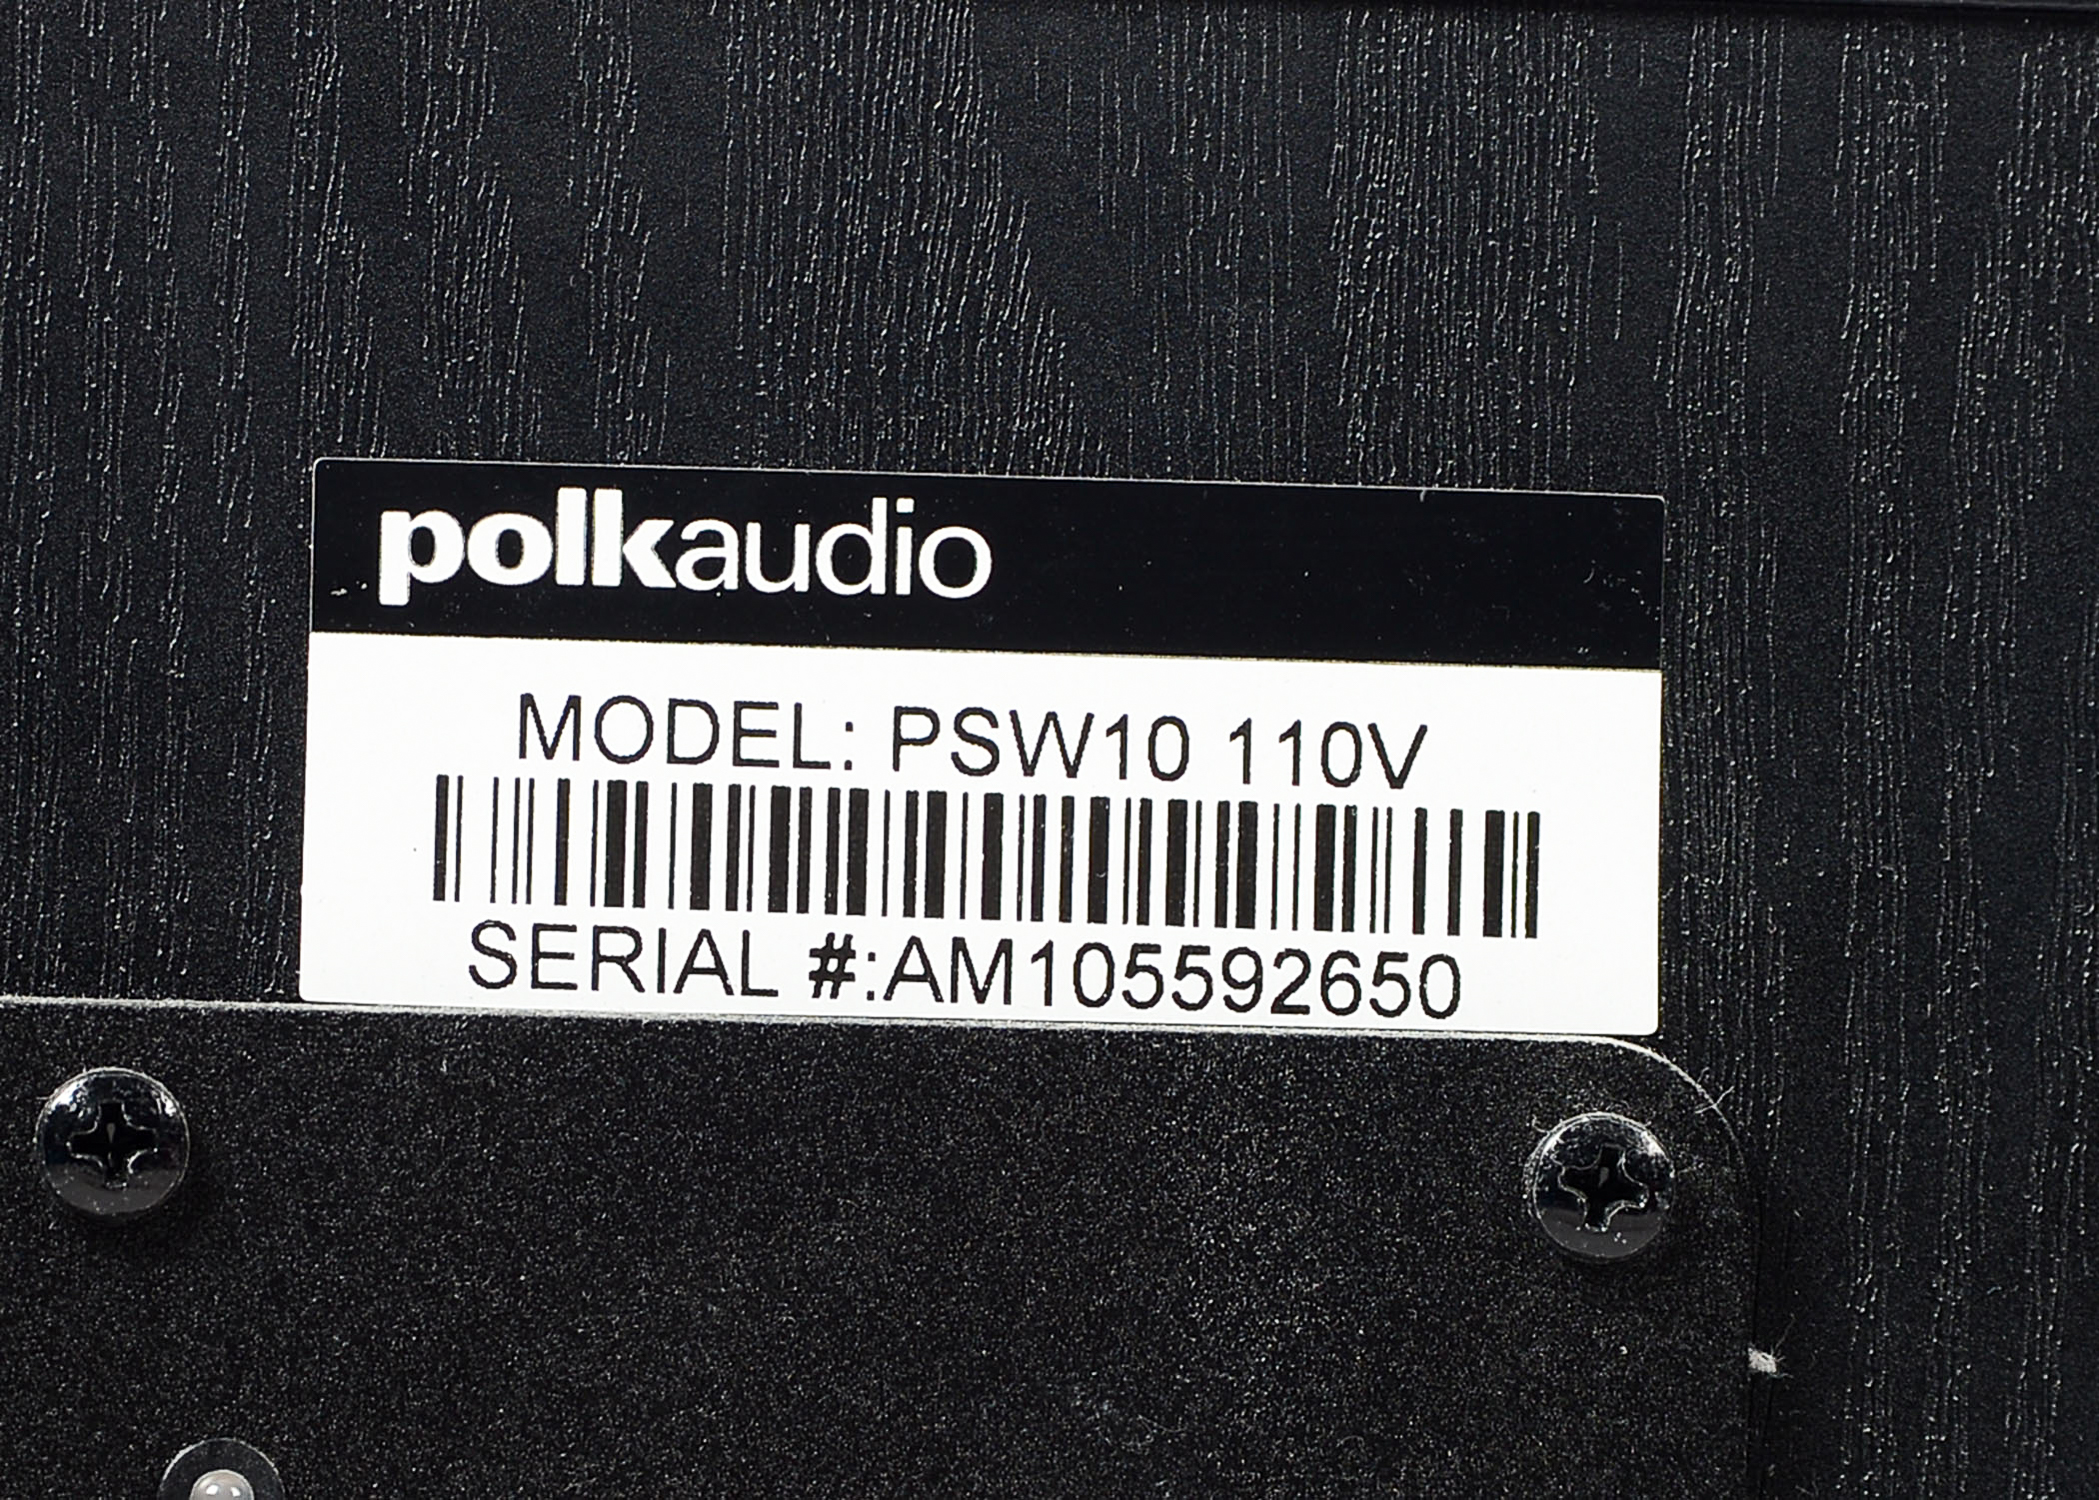 polkaudio
MODEL: PSW10 110V
SERIAL #:AM105592650